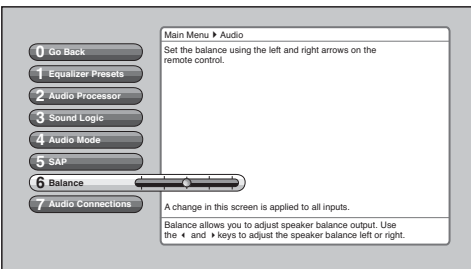 Main Menu ▸ Audio
0 Go Back
1 Equalizer Presets
2 Audio Processor
3 Sound Logic
4 Audio Mode
5 SAP
6 Balance
7 Audio Connections
Set the balance using the left and right arrows on the
remote control.
A change in this screen is applied to all inputs.
Balance allows you to adjust speaker balance output. Use
the ◂ and ▸ keys to adjust the speaker balance left or right.